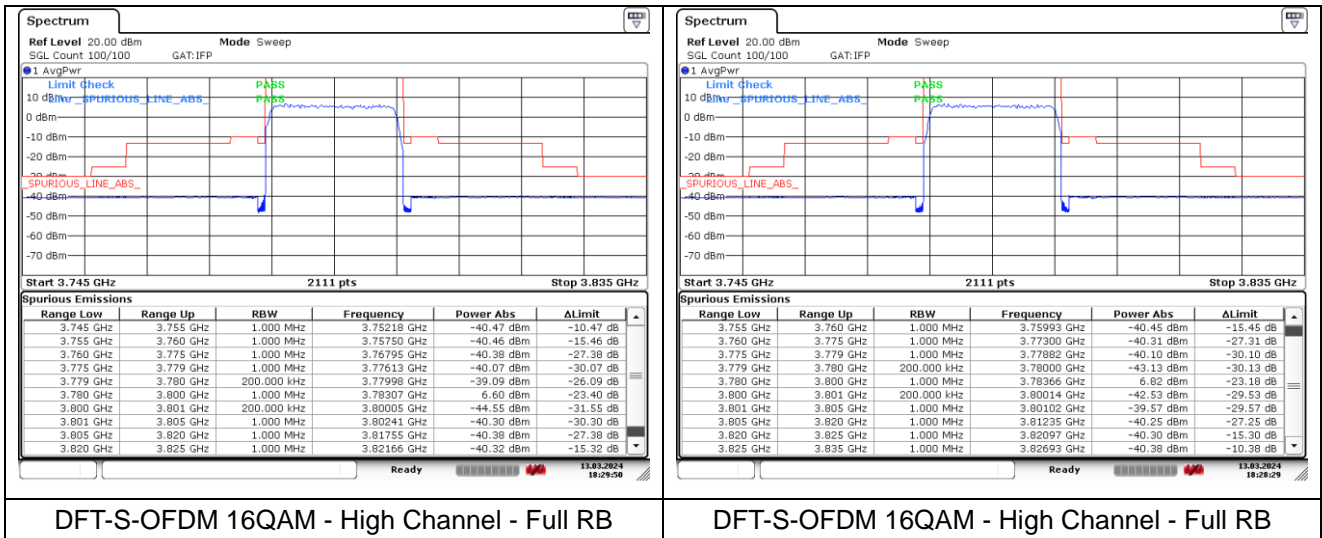 Spectrum
Ref Level 20.00 dBm Mode Sweep
SGL Count 100/100 GAT:IFP
1 AvgPwr
Limit Check PASS
10 dBm
Line _SPURIOUS_LINE_ABS_ PASS
0 dBm
-10 dBm
-20 dBm
-30 dBm
_SPURIOUS_LINE_ABS_
-40 dBm
-50 dBm
-60 dBm
-70 dBm
Start 3.745 GHz 2111 pts Stop 3.835 GHz
Spurious Emissions
Range Low Range Up RBW Frequency Power Abs ΔLimit
3.745 GHz 3.755 GHz 1.000 MHz 3.75218 GHz -40.47 dBm -10.47 dB
3.755 GHz 3.760 GHz 1.000 MHz 3.75750 GHz -40.46 dBm -15.46 dB
3.760 GHz 3.775 GHz 1.000 MHz 3.76795 GHz -40.38 dBm -27.38 dB
3.775 GHz 3.779 GHz 1.000 MHz 3.77613 GHz -40.07 dBm -30.07 dB
3.779 GHz 3.780 GHz 200.000 kHz 3.77998 GHz -39.09 dBm -26.09 dB
3.780 GHz 3.800 GHz 1.000 MHz 3.78307 GHz 6.60 dBm -23.40 dB
3.800 GHz 3.801 GHz 200.000 kHz 3.80005 GHz -44.55 dBm -31.55 dB
3.801 GHz 3.805 GHz 1.000 MHz 3.80241 GHz -40.30 dBm -30.30 dB
3.805 GHz 3.820 GHz 1.000 MHz 3.81755 GHz -40.38 dBm -27.38 dB
3.820 GHz 3.825 GHz 1.000 MHz 3.82166 GHz -40.32 dBm -15.32 dB
Ready 13.03.2024
18:29:50
DFT-S-OFDM 16QAM - High Channel - Full RB
Spectrum
Ref Level 20.00 dBm Mode Sweep
SGL Count 100/100 GAT:IFP
1 AvgPwr
Limit Check PASS
10 dBm
Line _SPURIOUS_LINE_ABS_ PASS
0 dBm
-10 dBm
-20 dBm
-30 dBm
_SPURIOUS_LINE_ABS_
-40 dBm
-50 dBm
-60 dBm
-70 dBm
Start 3.745 GHz 2111 pts Stop 3.835 GHz
Spurious Emissions
Range Low Range Up RBW Frequency Power Abs ΔLimit
3.755 GHz 3.760 GHz 1.000 MHz 3.75993 GHz -40.45 dBm -15.45 dB
3.760 GHz 3.775 GHz 1.000 MHz 3.77300 GHz -40.31 dBm -27.31 dB
3.775 GHz 3.779 GHz 1.000 MHz 3.77882 GHz -40.10 dBm -30.10 dB
3.779 GHz 3.780 GHz 200.000 kHz 3.78000 GHz -43.13 dBm -30.13 dB
3.780 GHz 3.800 GHz 1.000 MHz 3.78366 GHz 6.82 dBm -23.18 dB
3.800 GHz 3.801 GHz 200.000 kHz 3.80014 GHz -42.53 dBm -29.53 dB
3.801 GHz 3.805 GHz 1.000 MHz 3.80102 GHz -39.57 dBm -29.57 dB
3.805 GHz 3.820 GHz 1.000 MHz 3.81235 GHz -40.25 dBm -27.25 dB
3.820 GHz 3.825 GHz 1.000 MHz 3.82097 GHz -40.30 dBm -15.30 dB
3.825 GHz 3.835 GHz 1.000 MHz 3.82693 GHz -40.38 dBm -10.38 dB
Ready 13.03.2024
18:28:29
DFT-S-OFDM 16QAM - High Channel - Full RB